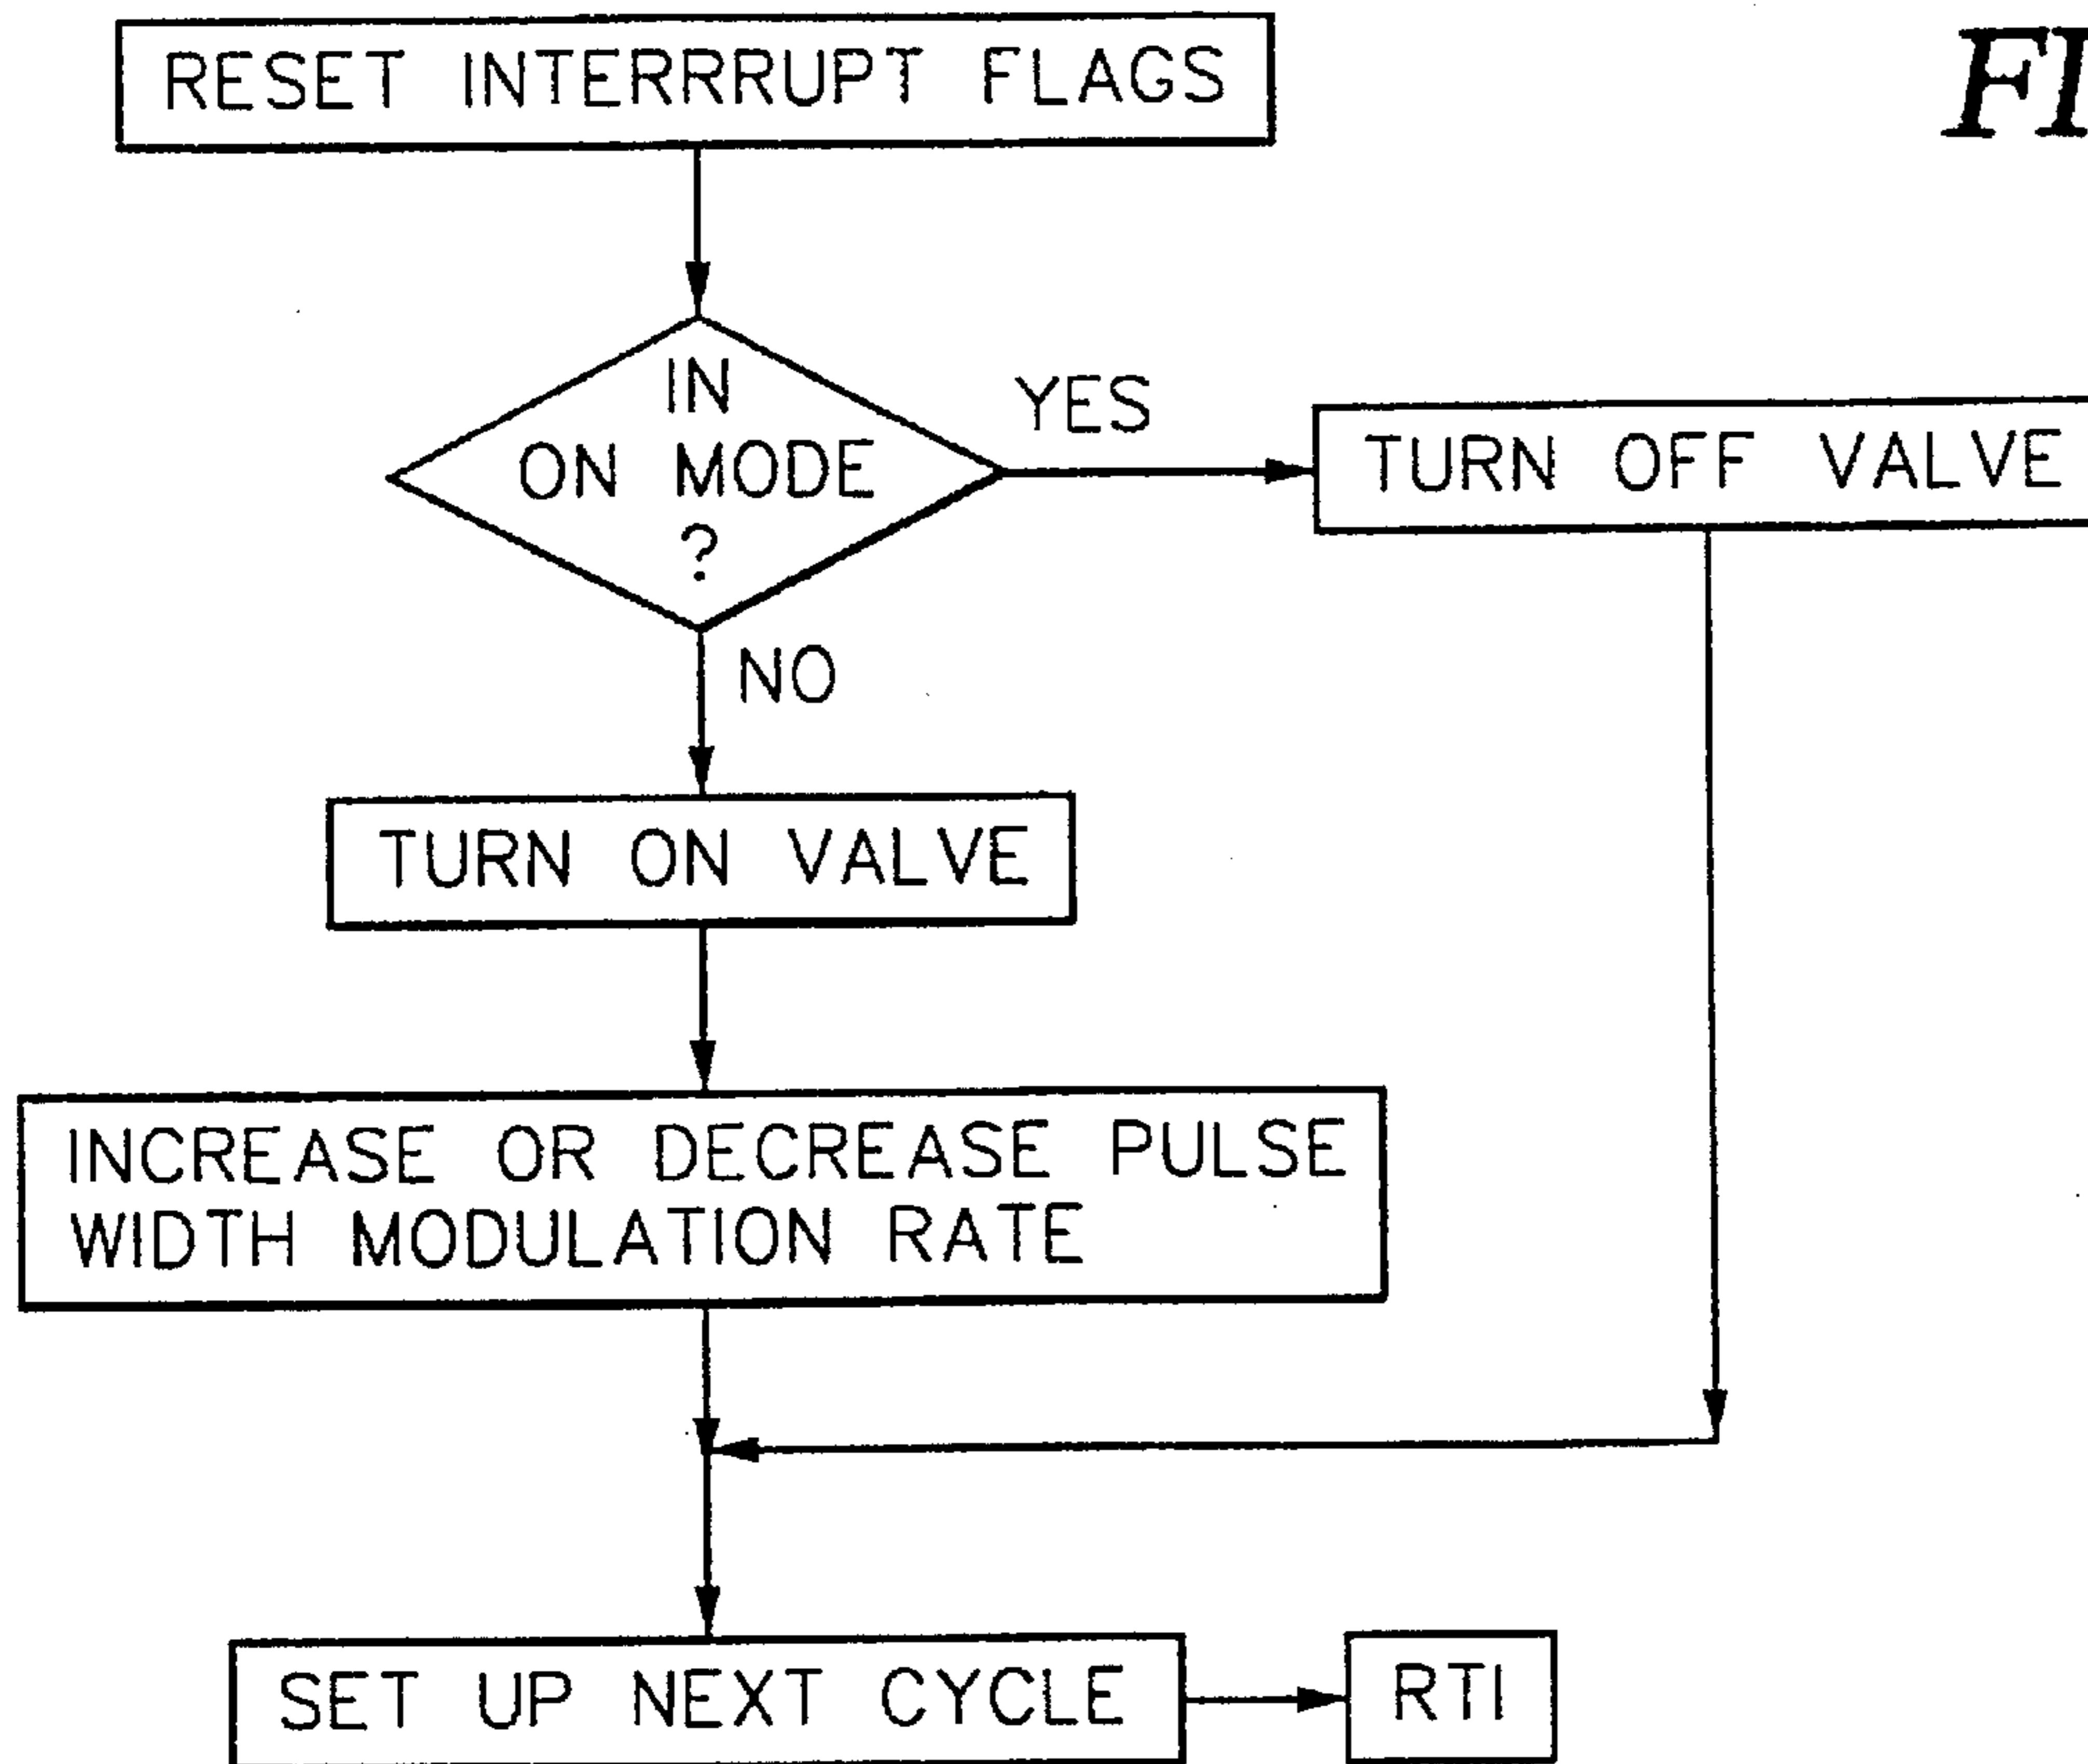 RESET INTERRRUPT FLAGS
FI
IN
ON MODE
?
YES
TURN OFF VALVE
NO
TURN ON VALVE
INCREASE OR DECREASE PULSE
WIDTH MODULATION RATE
SET UP NEXT CYCLE
RTI